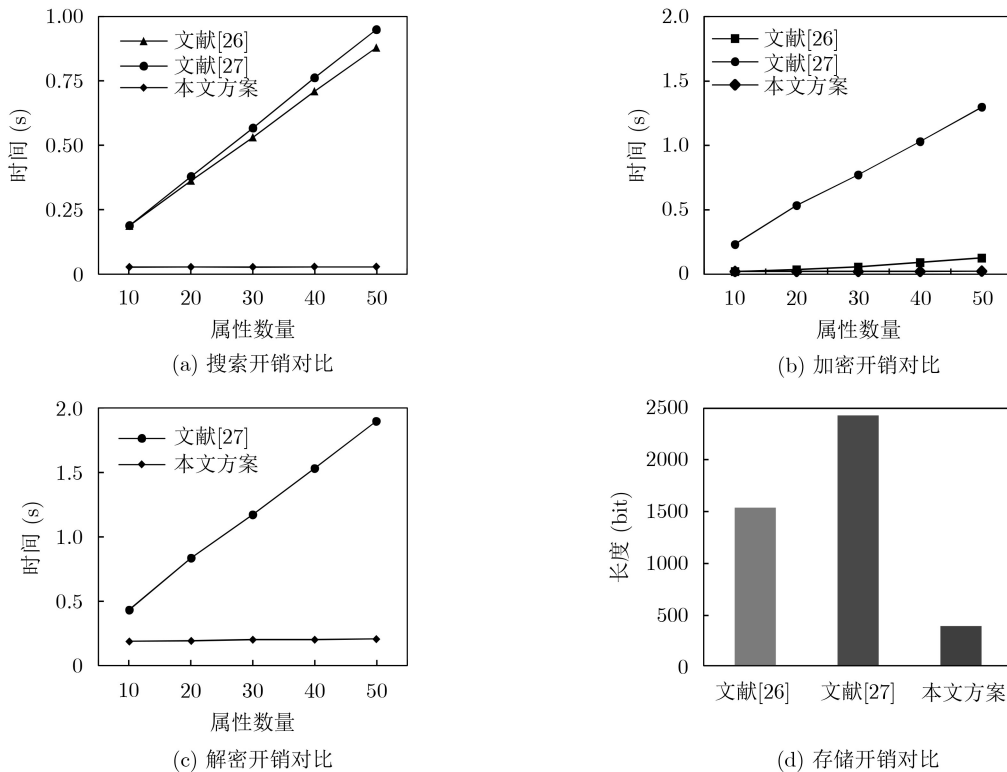 1.00
0.75
0.50
0.25
0
时间 (s)
文献[26]
文献[27]
本文方案
10 20 30 40 50
属性数量
(a) 搜索开销对比
2.0
1.5
1.0
0.5
0
时间 (s)
文献[26]
文献[27]
本文方案
10 20 30 40 50
属性数量
(b) 加密开销对比
2.0
1.5
1.0
0.5
0
时间 (s)
文献[27]
本文方案
10 20 30 40 50
属性数量
(c) 解密开销对比
2500
2000
1500
1000
500
0
长度 (bit)
文献[26] 文献[27] 本文方案
(d) 存储开销对比